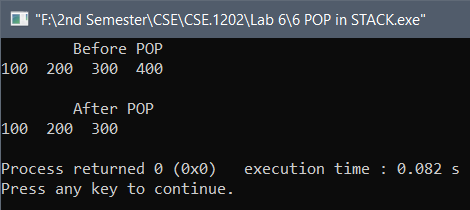 "F:\2nd Semester\CSE\CSE.1202\Lab 6\6 POP in STACK.exe"
Before POP
100 200 300 400
After POP
100 200 300
Process returned 0 (0x0) execution time : 0.082 s
Press any key to continue.